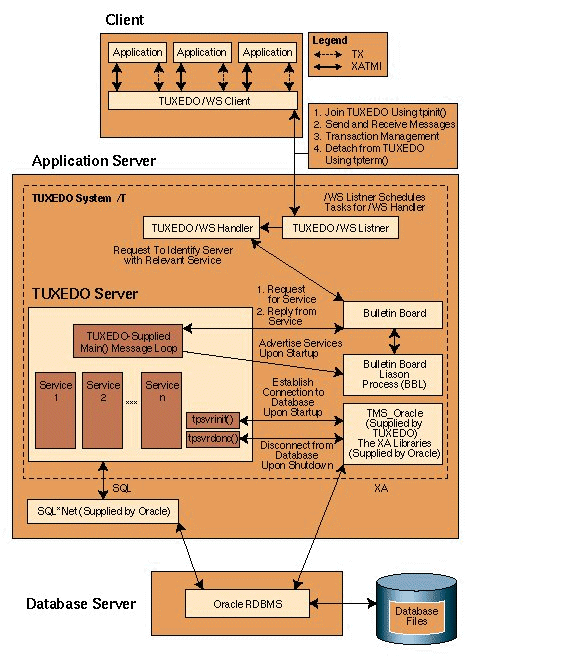 Client
Application
Application
Application
TUXEDO/WS Client
Legend
TX
XATMI
1. Join TUXEDO Using tpinit()
2. Send and Receive Messages
3. Transaction Management
4. Detach from TUXEDO
Using tpterm()
Application Server
TUXEDO System /T
/WS Listner Schedules
Tasks for /WS Handler
TUXEDO/WS Handler
TUXEDO/WS Listner
Request To Identify Server
with Relevant Service
1. Request
for Service
2. Reply from
Service
TUXEDO Server
Bulletin Board
TUXEDO-Supplied
Main() Message Loop
Advertise Services
Upon Startup
Bulletin Board
Liason
Process (BBL)
Service
1
Service
2
xxx
Service
n
Establish
Connection to
Database
Upon Startup
tpsvrinit()
tpsvrdono()
TMS_Oracle
(Supplied by
TUXEDO)
The XA Libraries
(Supplied by Oracle)
Disconnect from
Database
Upon Shutdown
SQL
XA
SQL*Net (Supplied by Oracle)
Database Server
Oracle RDBMS
Database
Files